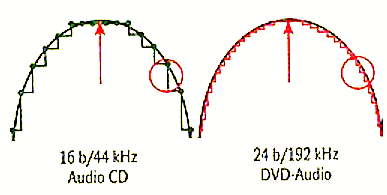 16 b/44 kHz
Audio CD
24 b/192 kHz
DVD-Audio